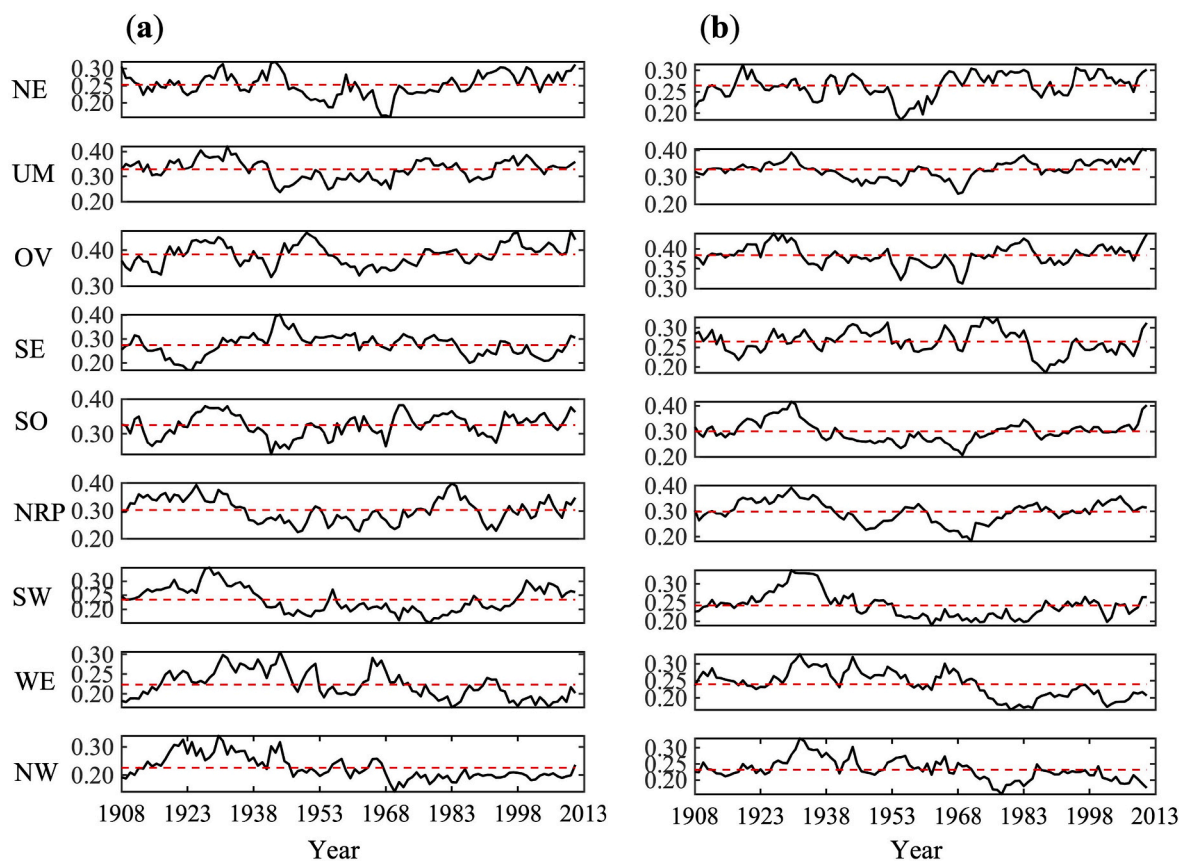 (a) (b)
NE 0.30 0.25 0.20 0.30 0.25 0.20
UM 0.40 0.30 0.20 0.40 0.30 0.20
OV 0.40 0.30 0.40 0.35 0.30
SE 0.40 0.30 0.20 0.30 0.25 0.20
SO 0.40 0.30 0.40 0.30 0.20
NRP 0.40 0.30 0.20 0.40 0.30 0.20
SW 0.30 0.25 0.20 0.30 0.25 0.20
WE 0.30 0.25 0.20 0.30 0.25 0.20
NW 0.30 0.20 0.30 0.25 0.20
1908 1923 1938 1953 1968 1983 1998 2013 1908 1923 1938 1953 1968 1983 1998 2013
Year Year